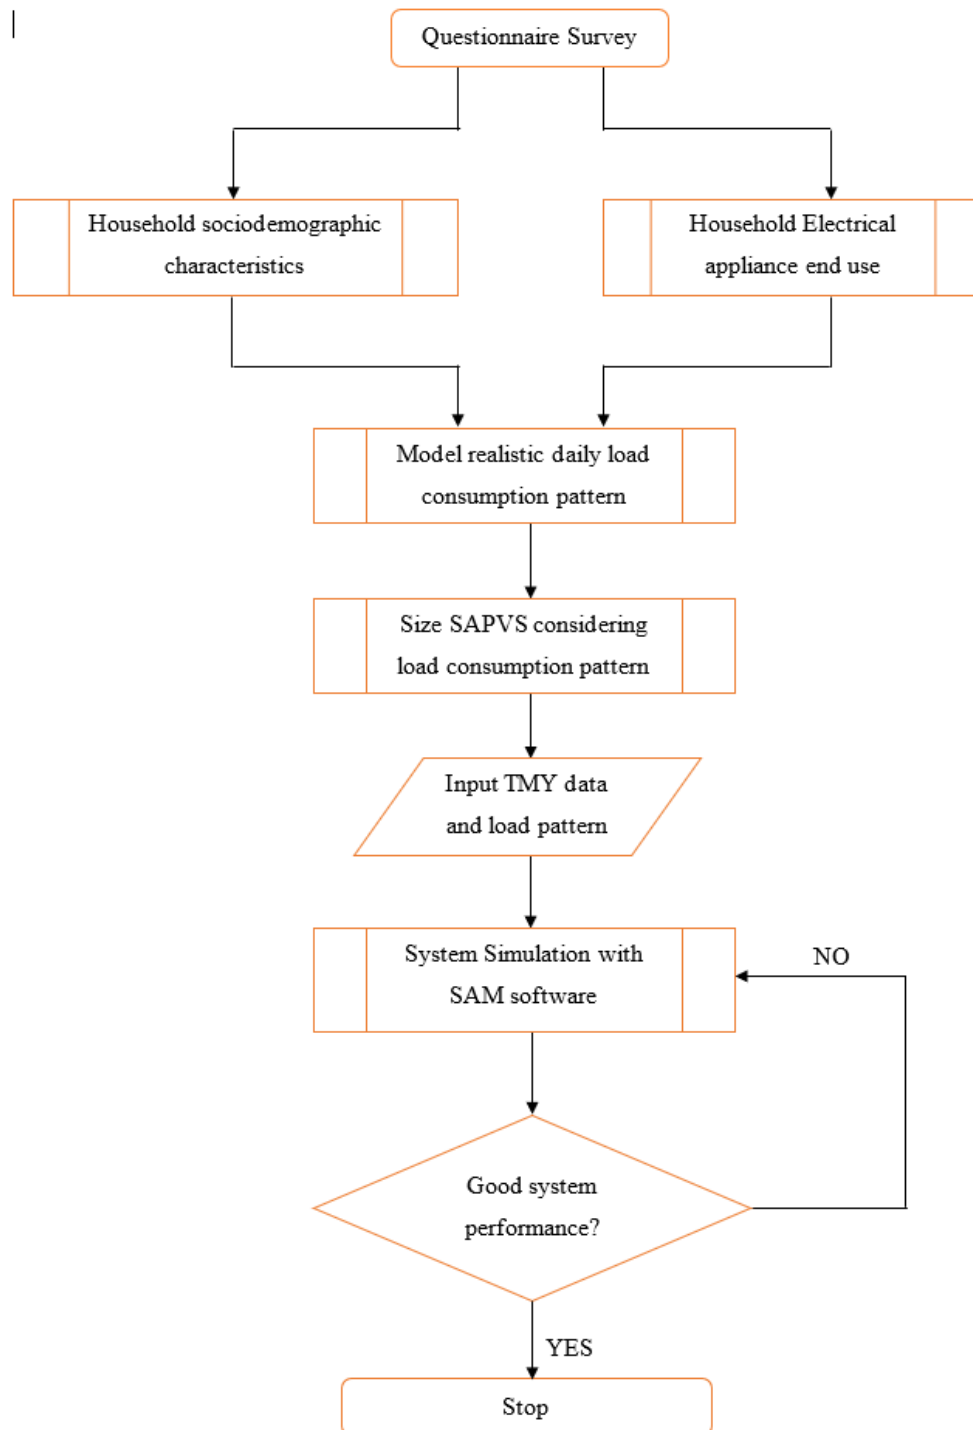 Questionnaire Survey
Household sociodemographic
characteristics
Household Electrical
appliance end use
Model realistic daily load
consumption pattern
Size SAPVS considering
load consumption pattern
Input TMY data
and load pattern
System Simulation with
SAM software
NO
Good system
performance?
YES
Stop